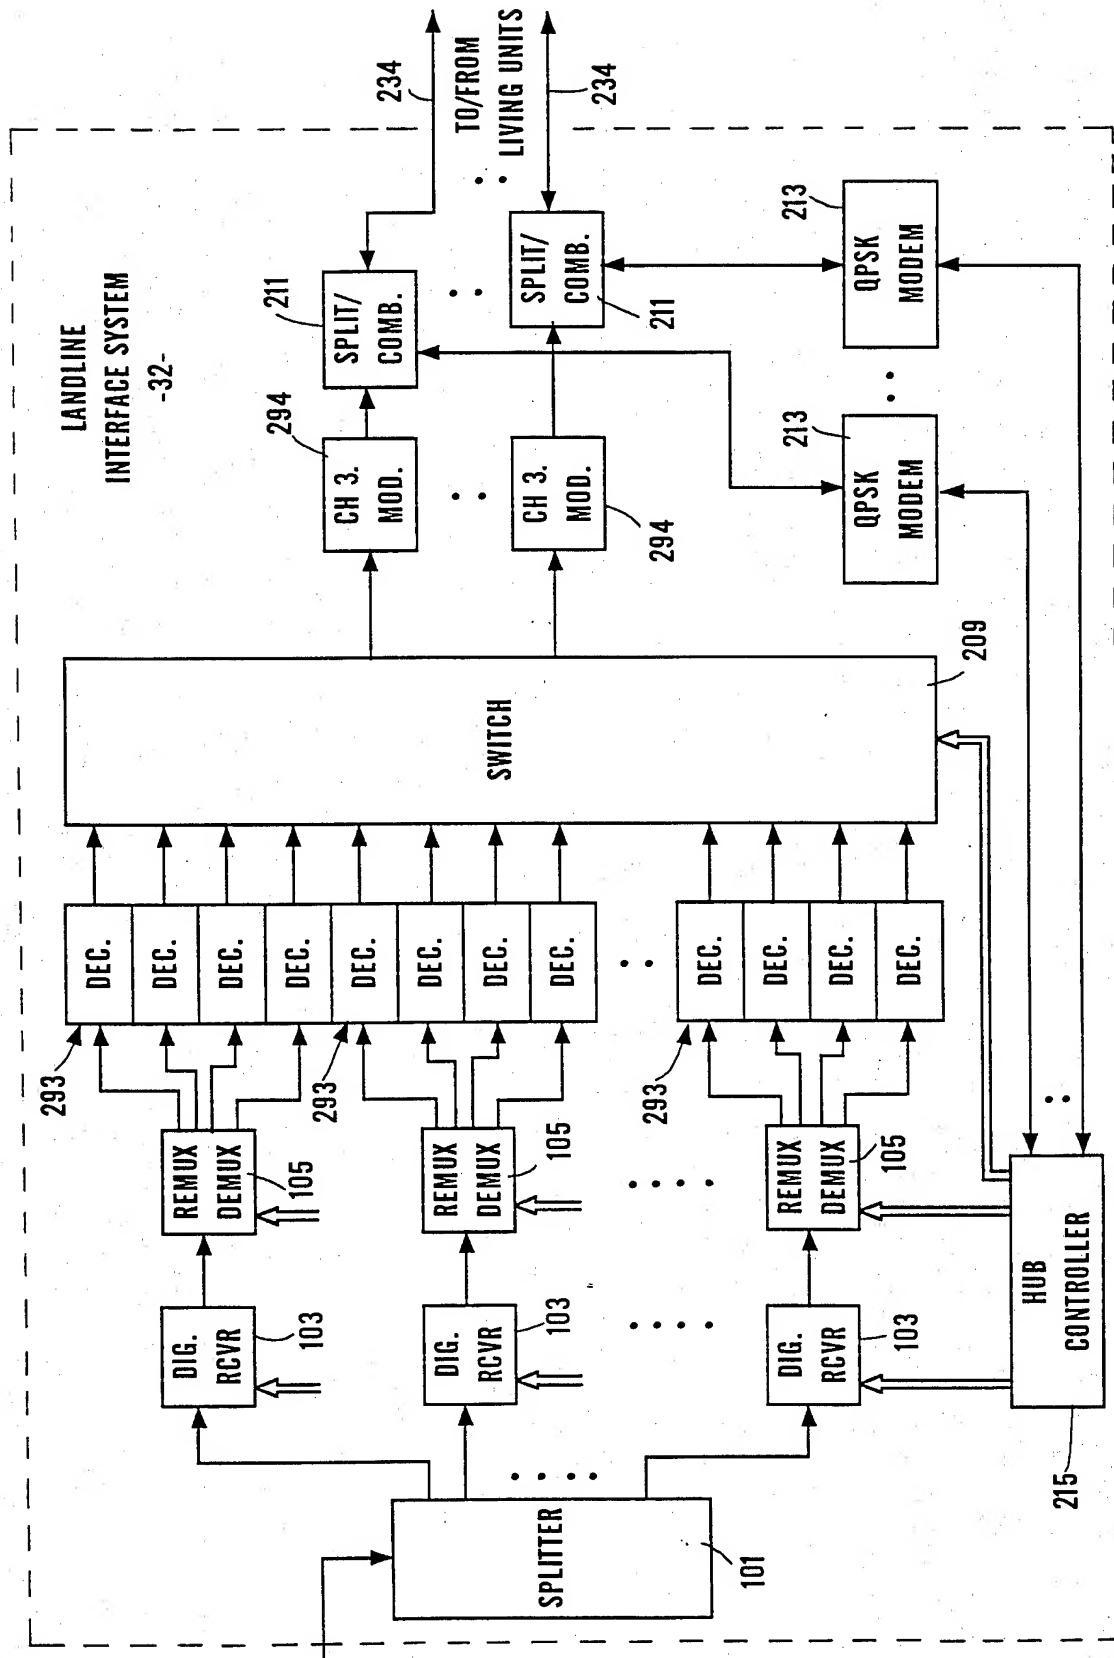 LANDLINE
INTERFACE SYSTEM
-32-
234
TO/FROM
LIVING UNITS
234
211
SPLIT/
COMB.
SPLIT/
COMB.
211
213
QPSK
MODEM
213
QPSK
MODEM
294
CH 3.
MOD.
CH 3.
MOD.
294
SWITCH
209
293
DEC.
DEC.
DEC.
DEC.
293
DEC.
DEC.
DEC.
DEC.
293
DEC.
DEC.
DEC.
DEC.
REMUX
DEMUX
105
REMUX
DEMUX
105
REMUX
DEMUX
105
DIG.
RCVR
103
DIG.
RCVR
103
DIG.
RCVR
103
HUB
CONTROLLER
215
SPLITTER
101